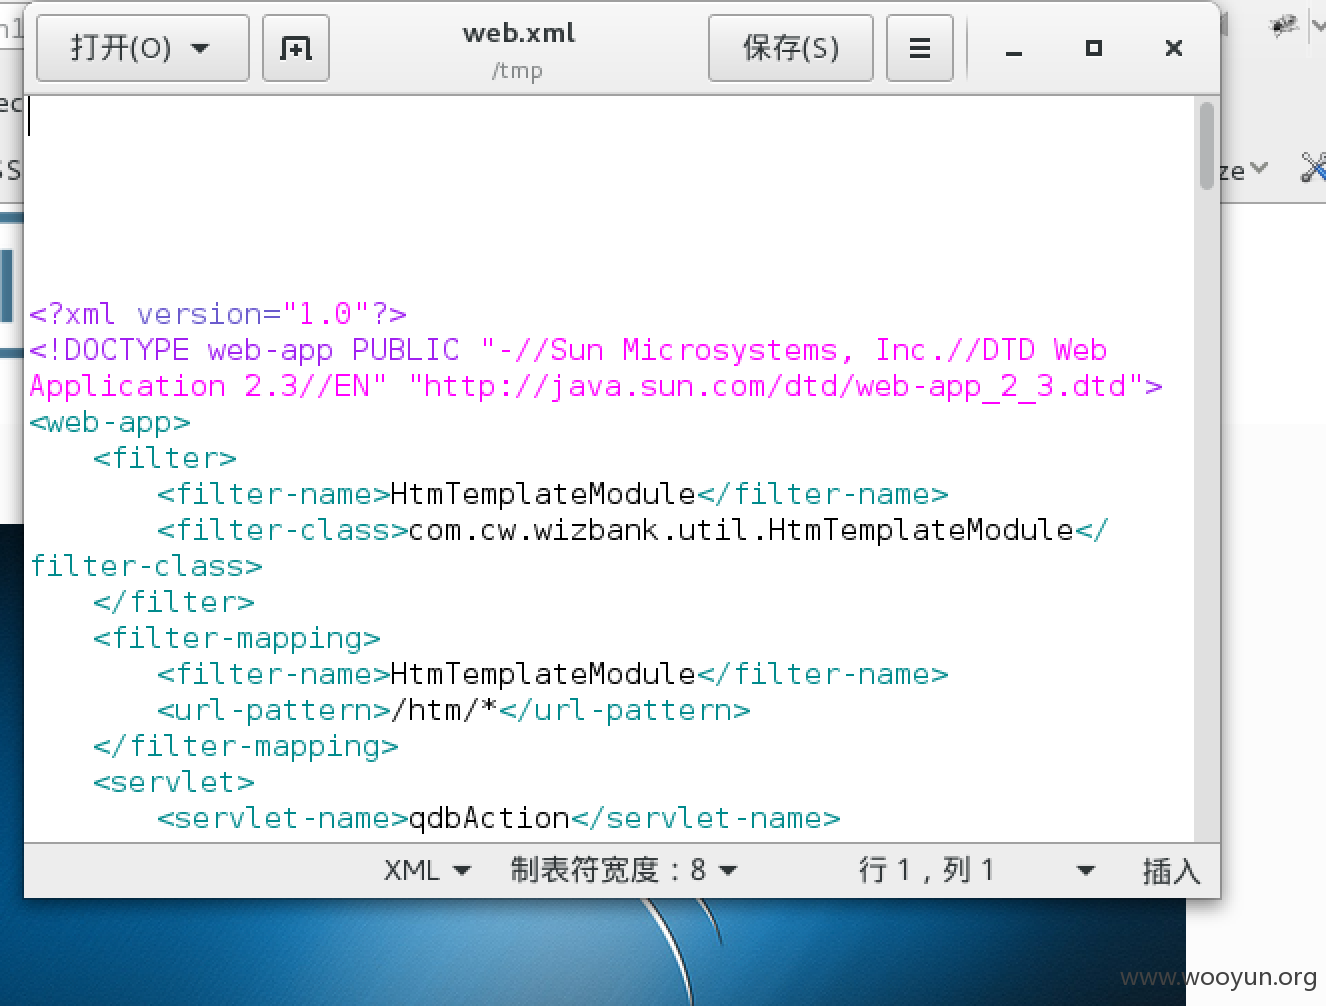 打开(O)
web.xml
/tmp
保存(S)
<?xml version="1.0"?>
<!DOCTYPE web-app PUBLIC "-//Sun Microsystems, Inc.//DTD Web
Application 2.3//EN" "http://java.sun.com/dtd/web-app_2_3.dtd">
<web-app>
<filter>
<filter-name>HtmTemplateModule</filter-name>
<filter-class>com.cw.wizbank.util.HtmTemplateModule</
filter-class>
</filter>
<filter-mapping>
<filter-name>HtmTemplateModule</filter-name>
<url-pattern>/htm/*</url-pattern>
</filter-mapping>
<servlet>
<servlet-name>qdbAction</servlet-name>
XML 制表符宽度：8 行 1，列 1 插入
www.wooyun.org